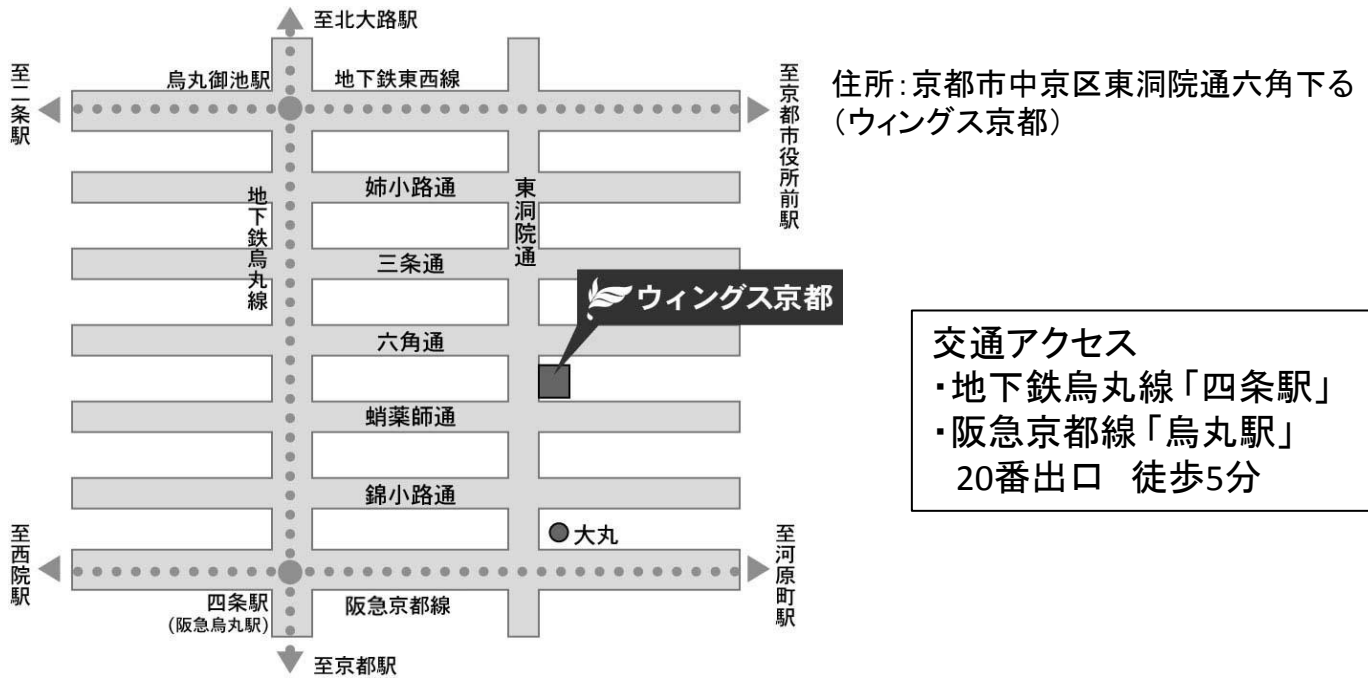 至北大路駅
烏丸御池駅
地下鉄東西線
至二条駅
至京都市役所前駅
住所:京都市中京区東洞院通六角下る
(ウィングス京都)
姉小路通
東洞院通
地下鉄烏丸線
三条通
ウィングス京都
六角通
交通アクセス
・地下鉄烏丸線「四条駅」
・阪急京都線「烏丸駅」
20番出口 徒歩5分
蛸薬師通
錦小路通
大丸
至西院駅
至河原町駅
四条駅
(阪急烏丸駅)
阪急京都線
至京都駅